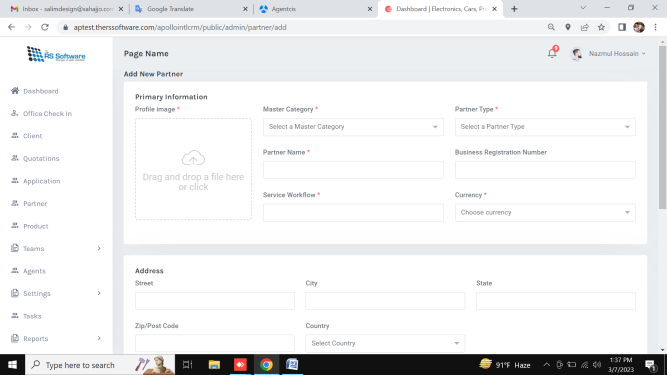 Inbox - salimdesign@sahajjo.com
Google Translate
Agentcis
Dashboard | Electronics, Cars, Pro
aptest.therssoftware.com/apollointlcrm/public/admin/partner/add
RS Software
Page Name
9
Nazmul Hossain
Add New Partner
Dashboard
Office Check In
Client
Quotations
Application
Partner
Product
Teams
Agents
Settings
Tasks
Reports
Primary Information
Profile image *
Master Category *
Partner Type *
Drag and drop a file here
or click
Select a Master Category
Select a Partner Type
Partner Name *
Business Registration Number
Service Workflow *
Currency *
Choose currency
Address
Street
City
State
Zip/Post Code
Country
Select Country
Type here to search
91°F Haze
1:37 PM
3/7/2023